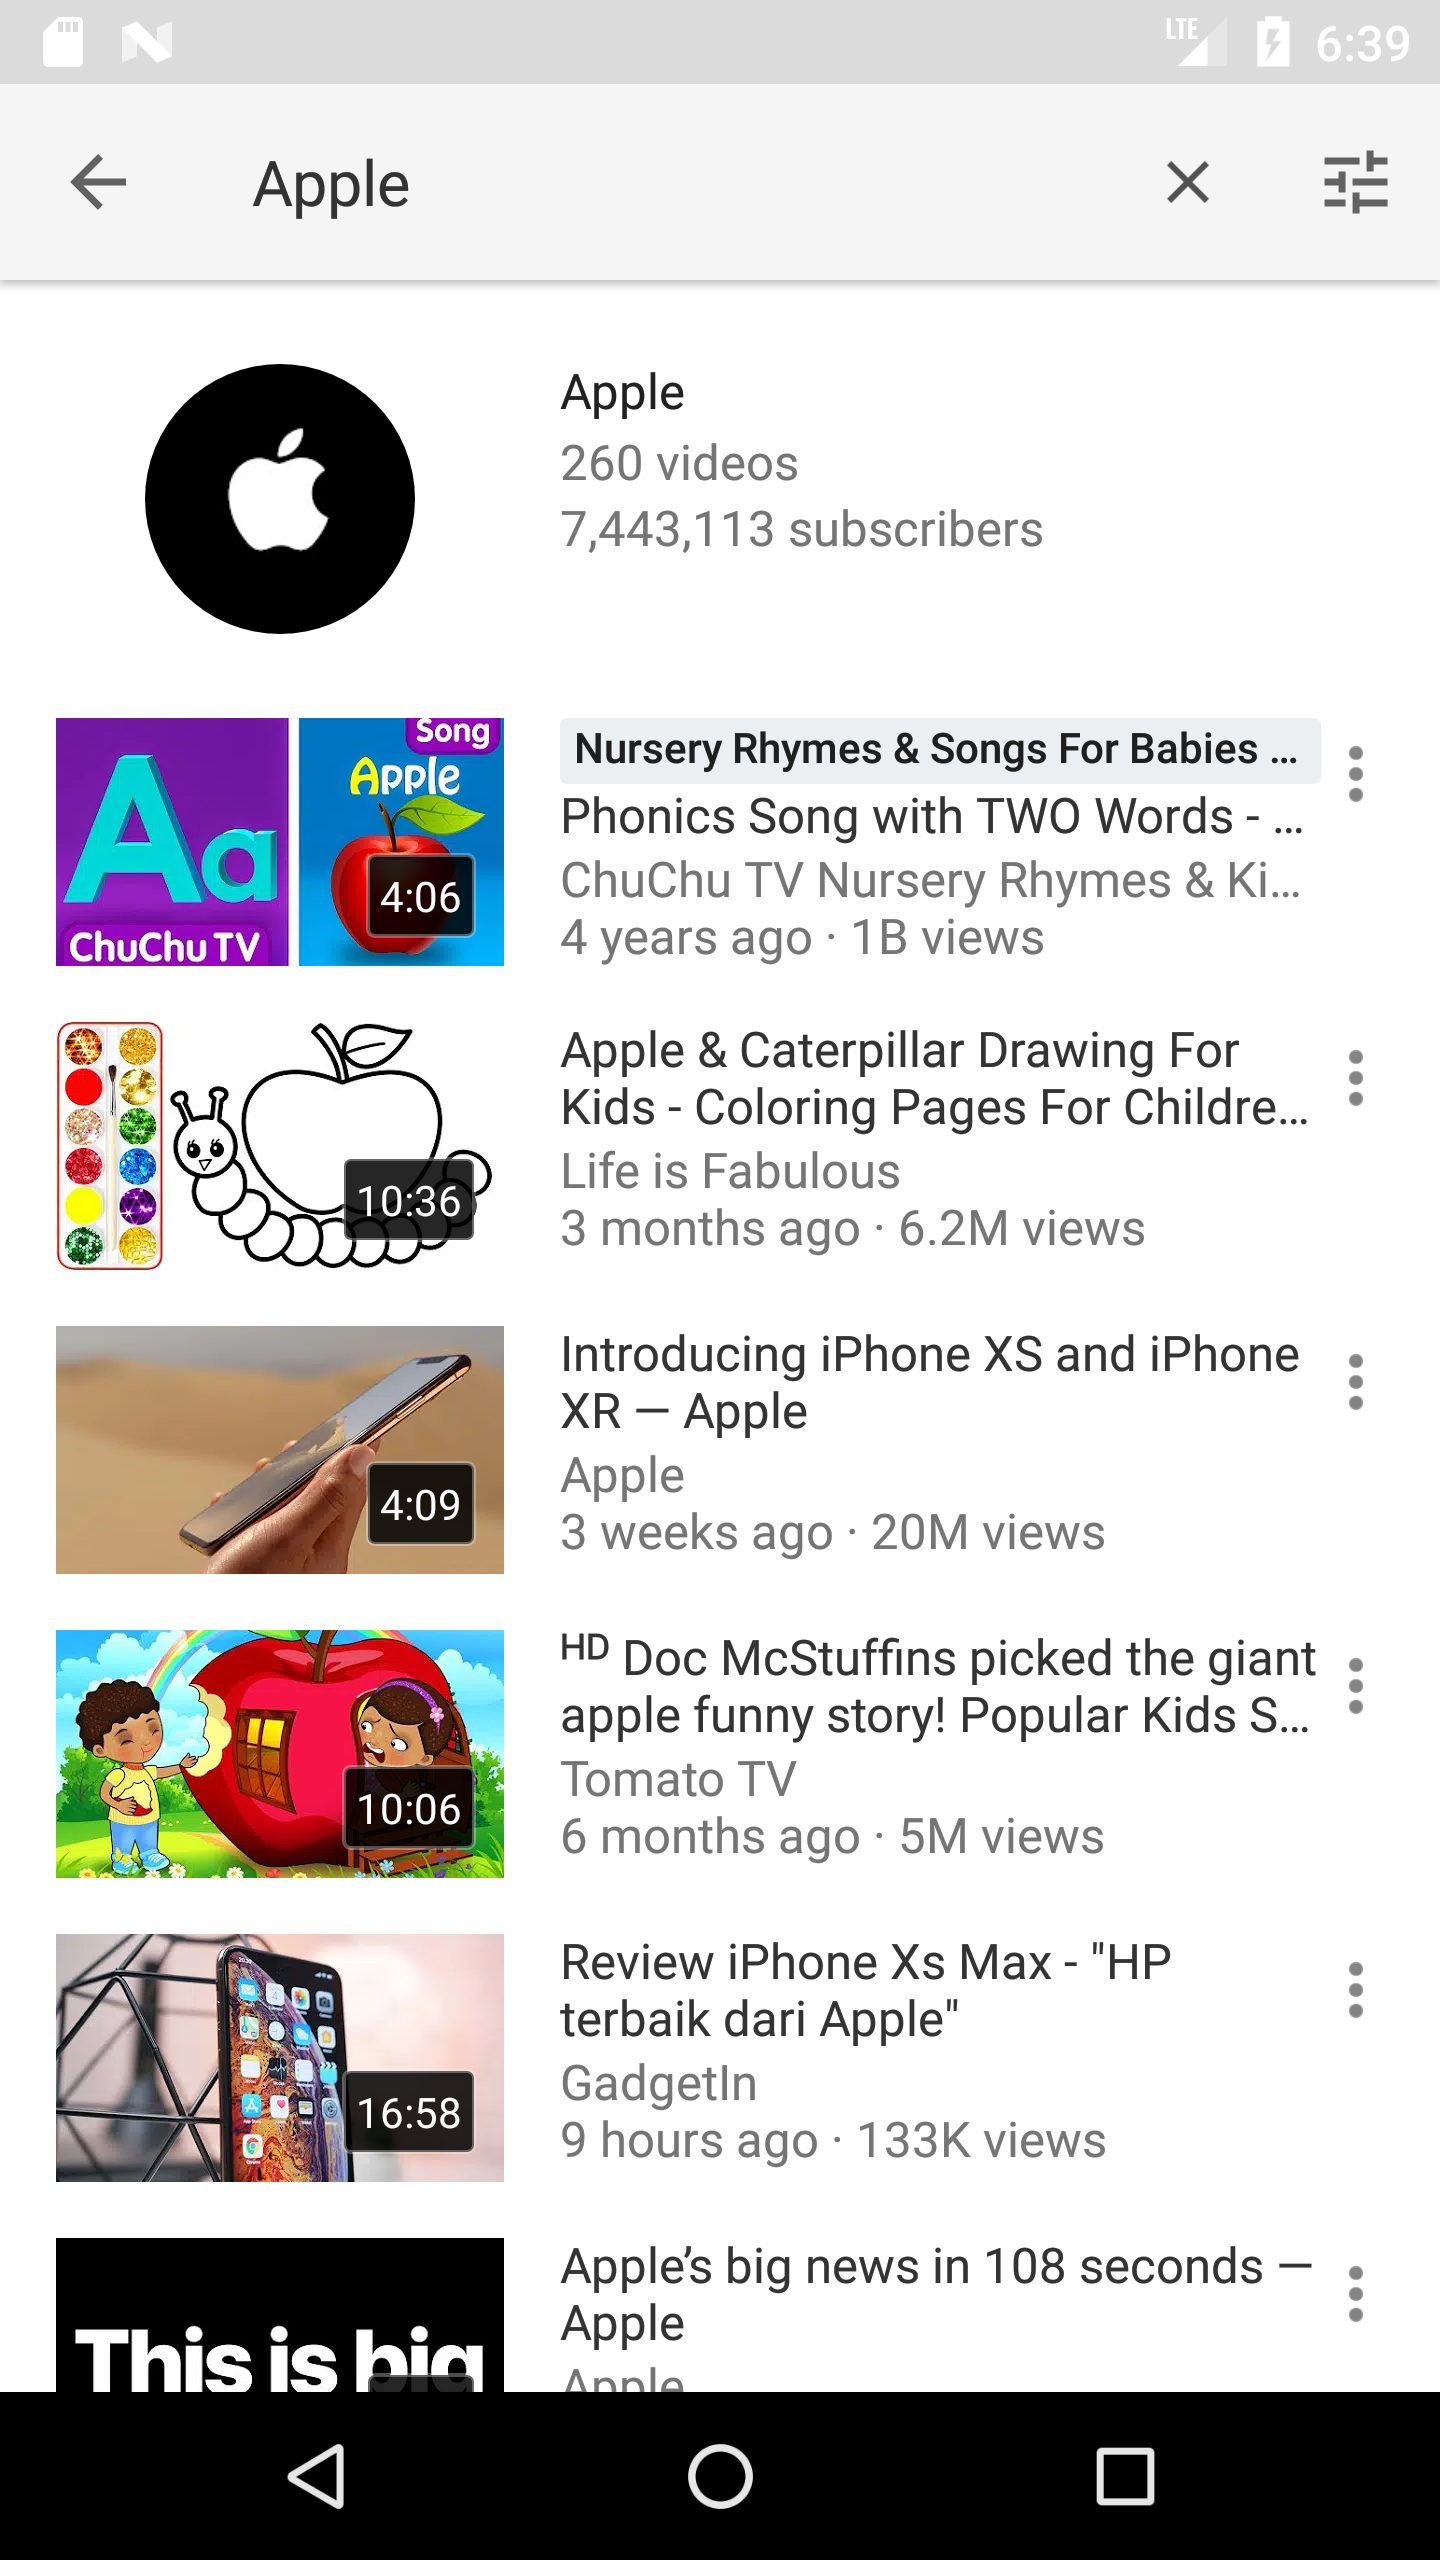 LTE 6:39
Apple
Apple
260 videos
7,443,113 subscribers
Song
Apple
Aa
4:06
ChuChu TV
Nursery Rhymes & Songs For Babies ...
Phonics Song with TWO Words - ...
ChuChu TV Nursery Rhymes & Ki...
4 years ago · 1B views
10:36
Apple & Caterpillar Drawing For
Kids - Coloring Pages For Childre...
Life is Fabulous
3 months ago · 6.2M views
4:09
Introducing iPhone XS and iPhone
XR — Apple
Apple
3 weeks ago · 20M views
10:06
HD Doc McStuffins picked the giant
apple funny story! Popular Kids S...
Tomato TV
6 months ago · 5M views
16:58
Review iPhone Xs Max - "HP
terbaik dari Apple"
GadgetIn
9 hours ago · 133K views
This is big
Apple’s big news in 108 seconds —
Apple
Apple